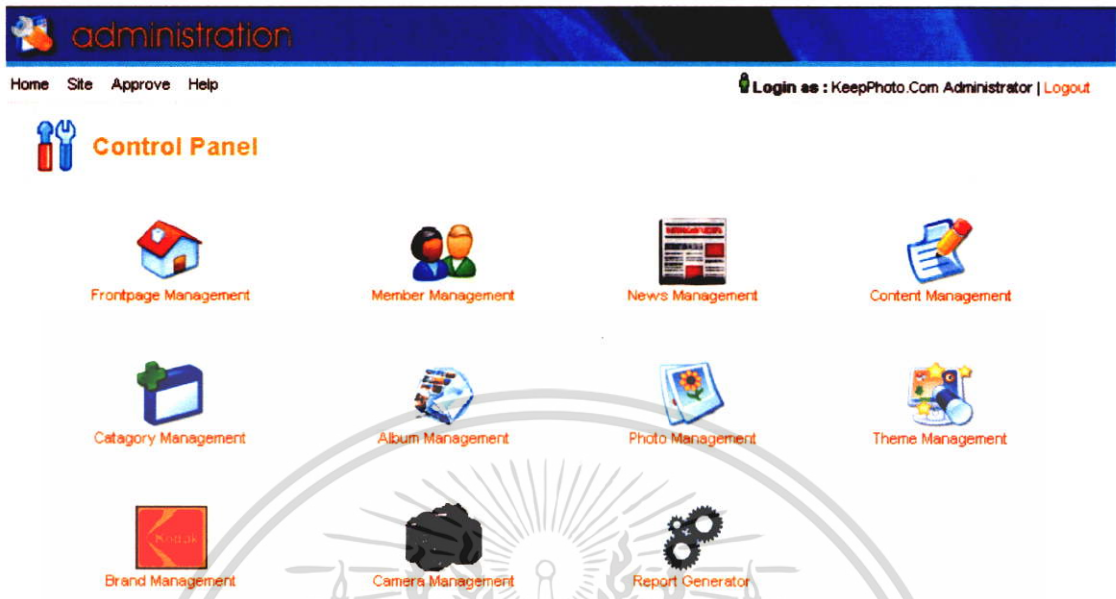 administration
Home Site Approve Help
Login as : KeepPhoto.Com Administrator | Logout
Control Panel
Frontpage Management Member Management News Management Content Management
Catagory Management Album Management Photo Management Theme Management
Kodak
Brand Management Camera Management Report Generator